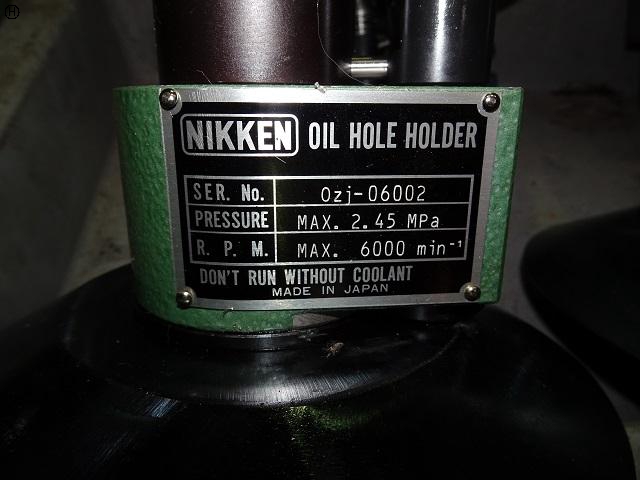 H
NIKKEN OIL HOLE HOLDER
SER. No. Ozj-06002
PRESSURE MAX. 2.45 MPa
R. P. M. MAX. 6000 min⁻¹
DON'T RUN WITHOUT COOLANT
MADE IN JAPAN